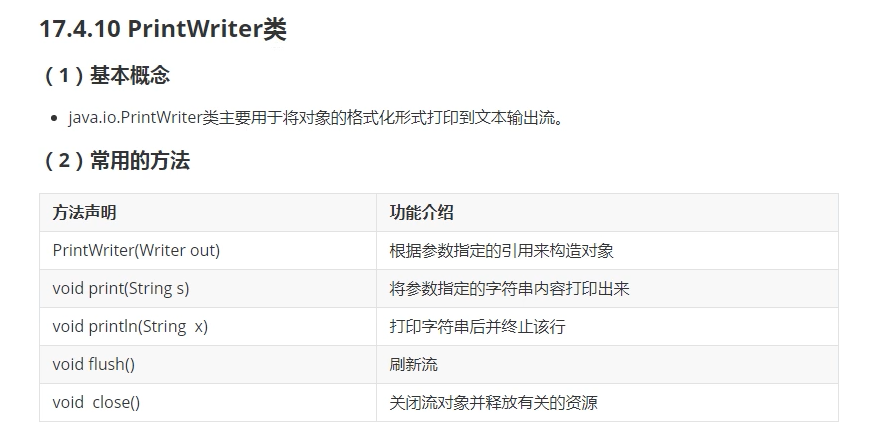 17.4.10 PrintWriter类
（1）基本概念
java.io.PrintWriter类主要用于将对象的格式化形式打印到文本输出流。
（2）常用的方法
方法声明 功能介绍
PrintWriter(Writer out) 根据参数指定的引用来构造对象
void print(String s) 将参数指定的字符串内容打印出来
void println(String  x) 打印字符串后并终止该行
void flush() 刷新流
void  close() 关闭流对象并释放有关的资源